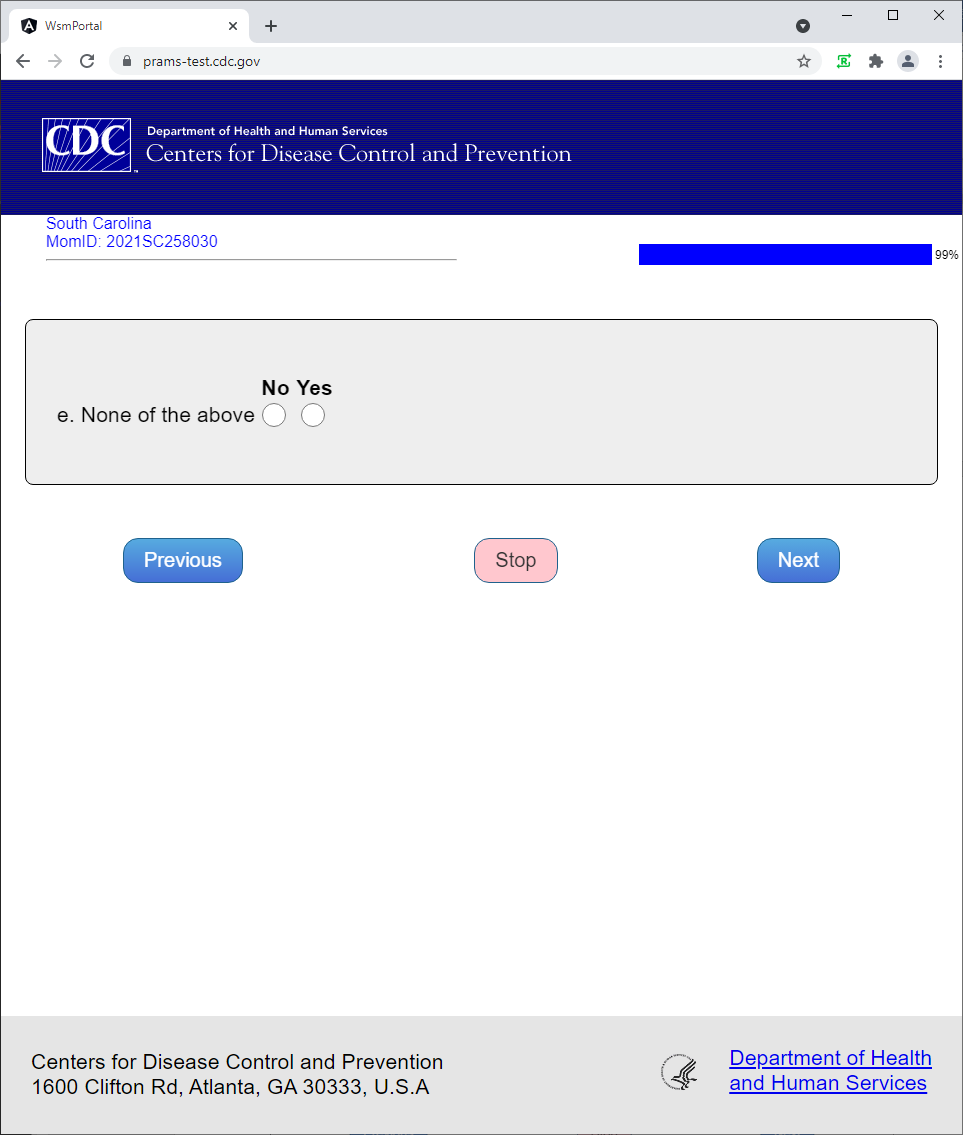 WsmPortal
prams-test.cdc.gov
CDC
Department of Health and Human Services
Centers for Disease Control and Prevention
South Carolina
MomID: 2021SC258030
99%
No Yes
e. None of the above
Previous
Stop
Next
Centers for Disease Control and Prevention
1600 Clifton Rd, Atlanta, GA 30333, U.S.A
Department of Health
and Human Services